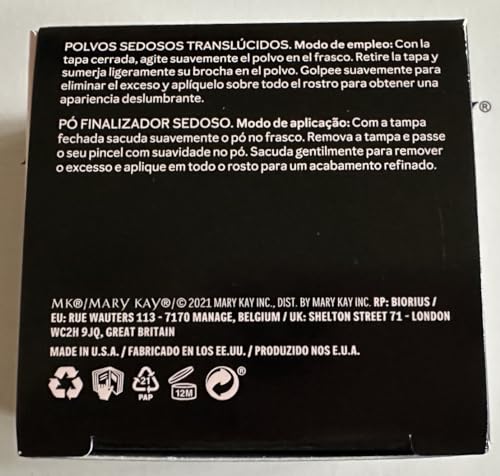 POLVOS SEDOSOS TRANSLÚCIDOS. Modo de empleo: Con la
tapa cerrada, agite suavemente el polvo en el frasco. Retire la tapa y
sumerja ligeramente su brocha en el polvo. Golpee suavemente para
eliminar el exceso y aplíquelo sobre todo el rostro para obtener una
apariencia deslumbrante.
PÓ FINALIZADOR SEDOSO. Modo de aplicação: Com a tampa
fechada sacuda suavemente o pó no frasco. Remova a tampa e passe
o seu pincel com suavidade no pó. Sacuda gentilmente para remover
o excesso e aplique em todo o rosto para um acabamento refinado.
MK®/MARY KAY®/© 2021 MARY KAY INC., DIST. BY MARY KAY INC. RP: BIORIUS /
EU: RUE WAUTERS 113 - 7170 MANAGE, BELGIUM / UK: SHELTON STREET 71 - LONDON
WC2H 9JQ, GREAT BRITAIN
MADE IN U.S.A. / FABRICADO EN LOS EE.UU. / PRODUZIDO NOS E.U.A.
21
PAP
12M
®
®